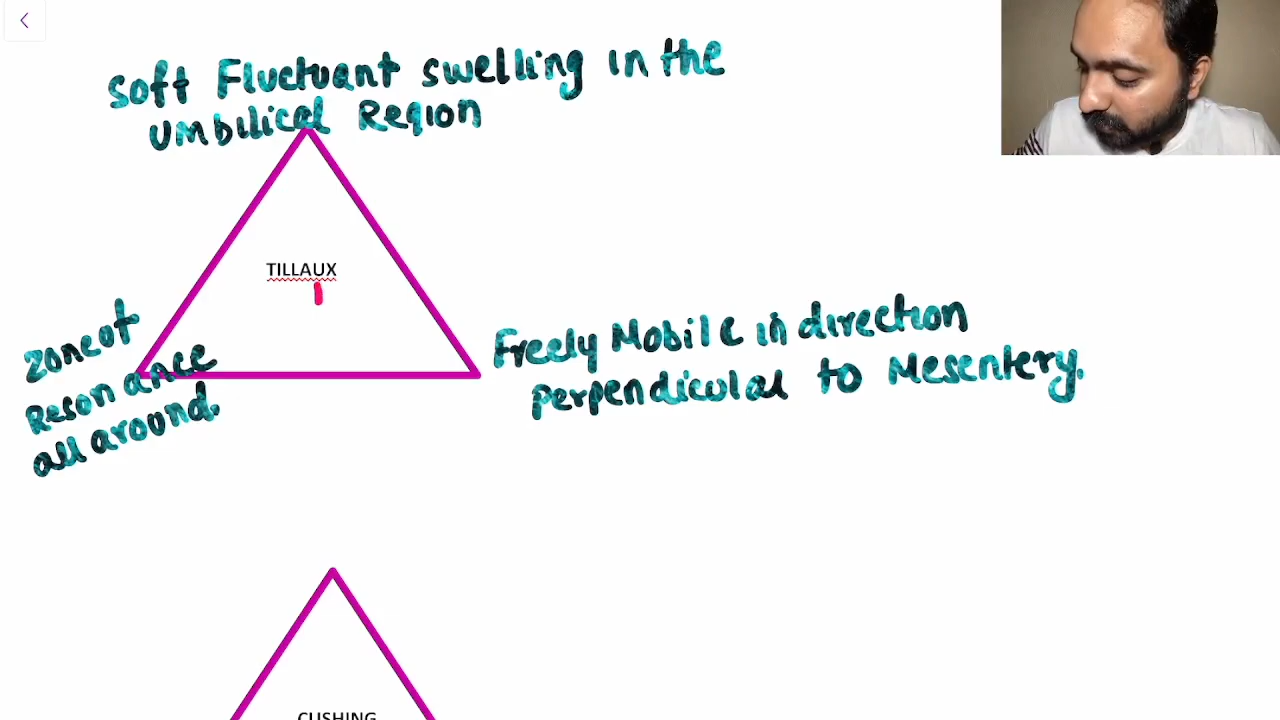 Soft Fluctuant swelling in the
Umbilical Region
TILLAUX
Zone of
Resonance
all around.
Freely Mobile in direction
perpendicular to Mesentery.
CUSHING